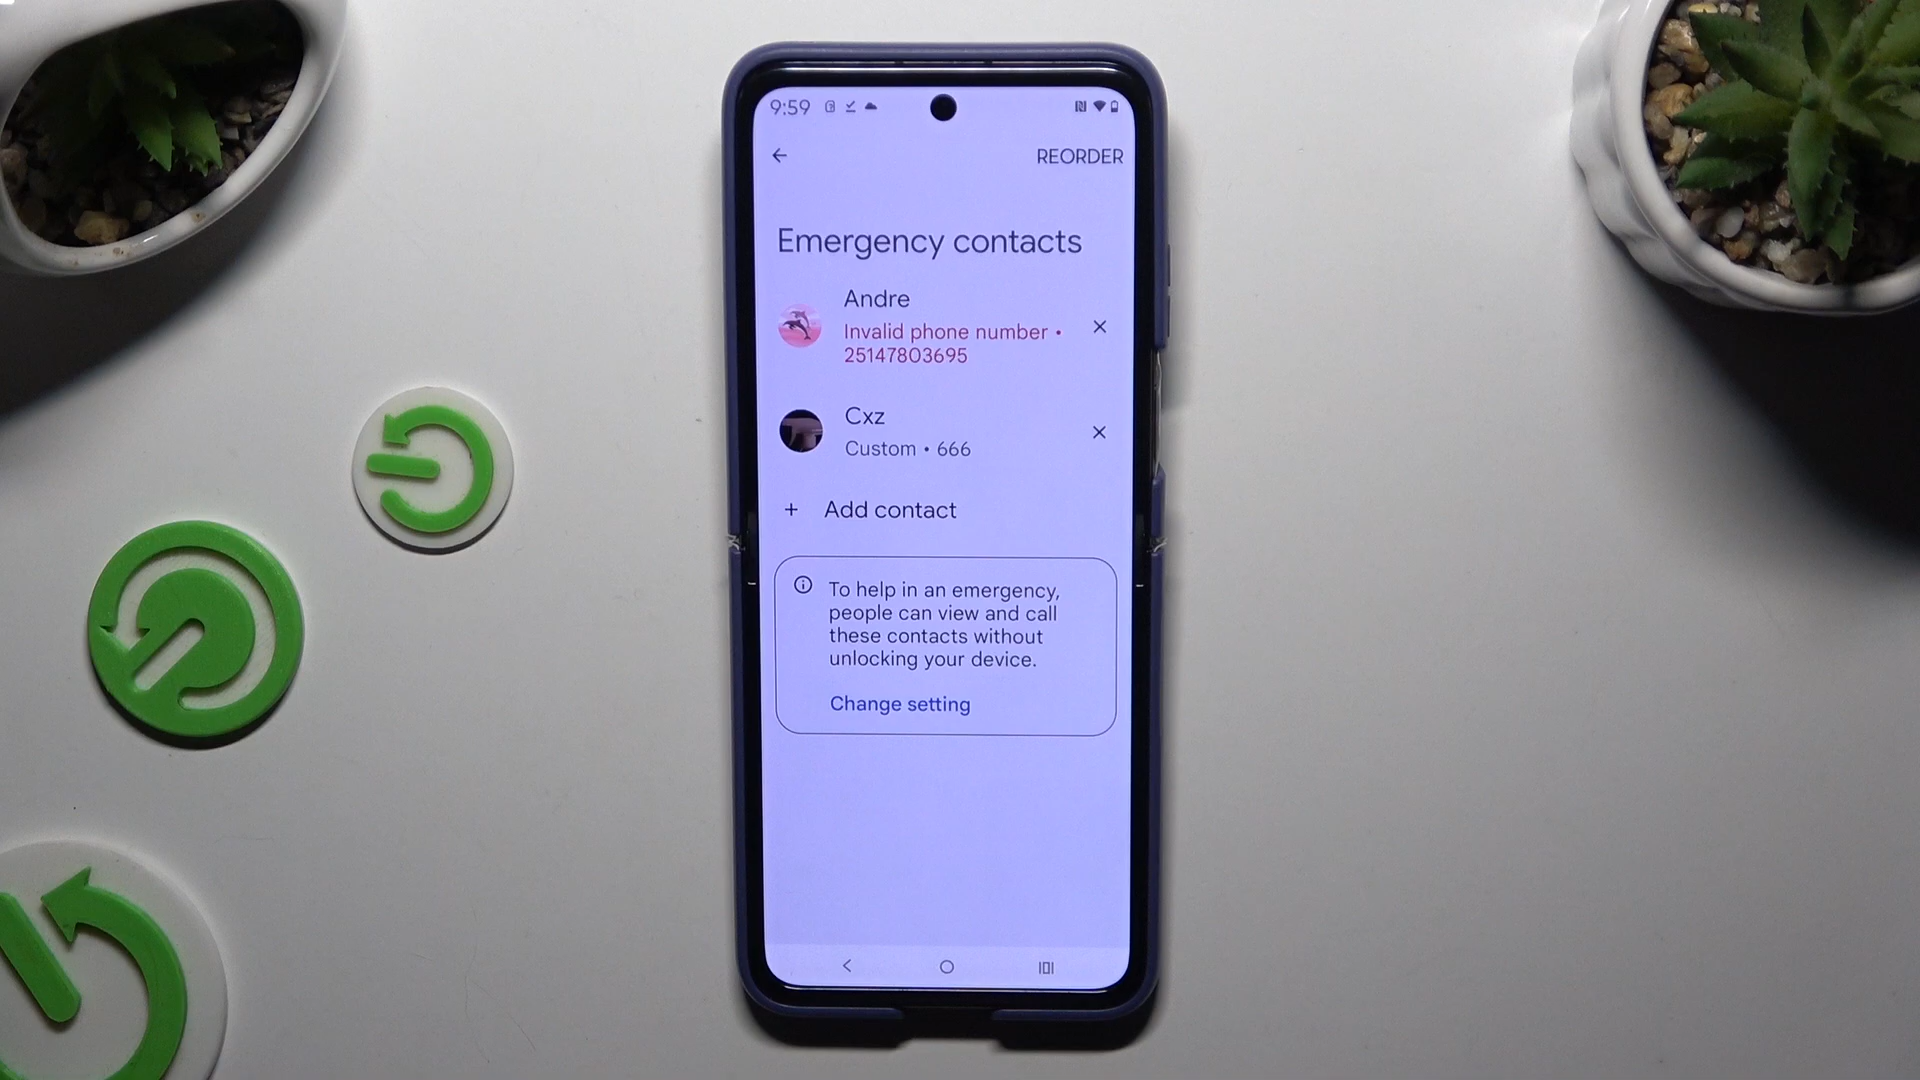 9:59
REORDER
Emergency contacts
Andre
Invalid phone number •
25147803695
Cxz
Custom • 666
+ Add contact
To help in an emergency,
people can view and call
these contacts without
unlocking your device.
Change setting